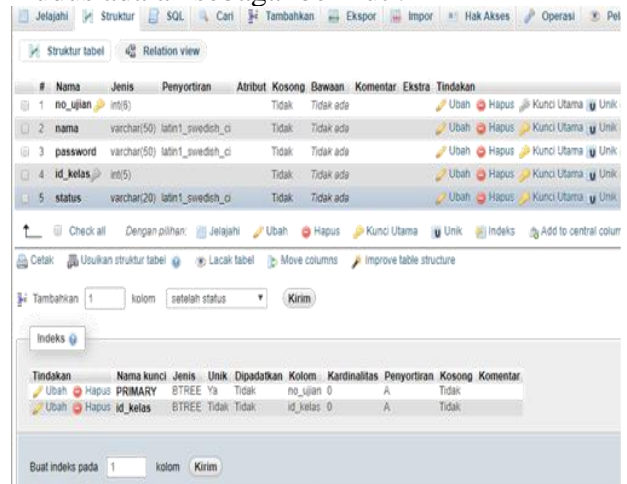 Jelajahi Struktur SQL Cari Tambahkan Ekspor Impor Hak Akses Operasi Pel
Struktur tabel Relation view
# Nama Jenis Penyortiran Atribut Kosong Bawaan Komentar Ekstra Tindakan
1 no_ujian int(6) Tidak Tidak ada Ubah Hapus Kunci Utama Unik
2 nama varchar(50) latin1_swedish_ci Tidak Tidak ada Ubah Hapus Kunci Utama Unik
3 password varchar(50) latin1_swedish_ci Tidak Tidak ada Ubah Hapus Kunci Utama Unik
4 id_kelas int(5) Tidak Tidak ada Ubah Hapus Kunci Utama Unik
5 status varchar(20) latin1_swedish_ci Tidak Tidak ada Ubah Hapus Kunci Utama Unik
Check all Dengan pilihan: Jelajahi Ubah Hapus Kunci Utama Unik Indeks Add to central colum
Cetak Usulkan struktur tabel Lacak tabel Move columns Improve table structure
Tambahkan 1 kolom setelah status Kirim
Indeks
Tindakan Nama kunci Jenis Unik Dipadatkan Kolom Kardinalitas Penyortiran Kosong Komentar
Ubah Hapus PRIMARY BTREE Ya Tidak no_ujian 0 A Tidak
Ubah Hapus id_kelas BTREE Tidak Tidak id_kelas 0 A Tidak
Buat indeks pada 1 kolom Kirim